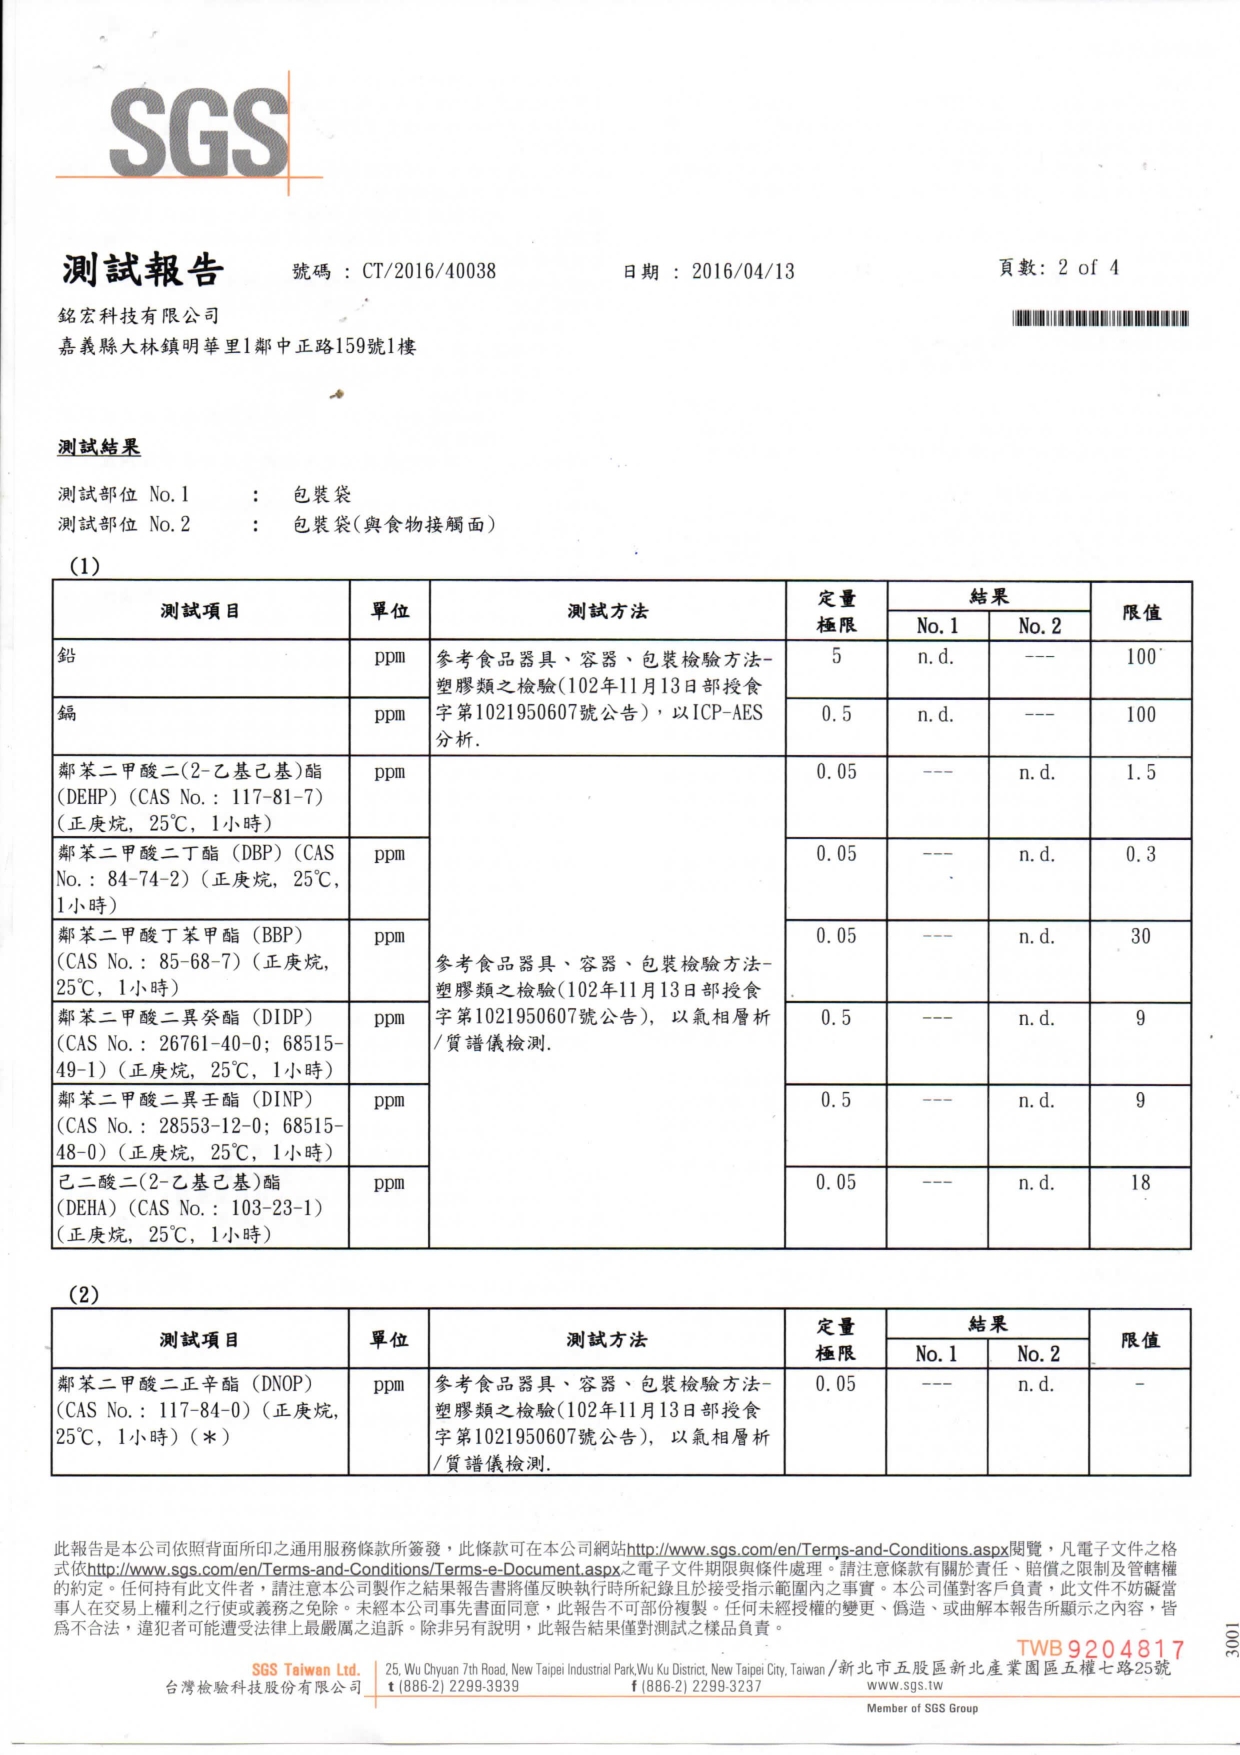 SGS
測試報告 號碼 : CT/2016/40038 日期 : 2016/04/13 頁數: 2 of 4
銘宏科技有限公司
嘉義縣大林鎮明華里1鄰中正路159號1樓
測試結果
測試部位 No.1 : 包裝袋
測試部位 No.2 : 包裝袋(與食物接觸面)
(1)
測試項目 單位 測試方法 定量極限 結果 限值
No.1 No.2
鉛 ppm 參考食品器具、容器、包裝檢驗方法- 5 n.d. --- 100
塑膠類之檢驗(102年11月13日部授食
鎘 ppm 字第1021950607號公告)，以ICP-AES 0.5 n.d. --- 100
分析.
鄰苯二甲酸二(2-乙基己基)酯 ppm 0.05 --- n.d. 1.5
(DEHP) (CAS No.: 117-81-7)
(正庚烷, 25℃, 1小時)
鄰苯二甲酸二丁酯 (DBP) (CAS ppm 0.05 --- n.d. 0.3
No.: 84-74-2) (正庚烷, 25℃,
1小時)
鄰苯二甲酸丁苯甲酯 (BBP) ppm 0.05 --- n.d. 30
(CAS No.: 85-68-7) (正庚烷, 參考食品器具、容器、包裝檢驗方法-
25℃, 1小時) 塑膠類之檢驗(102年11月13日部授食
鄰苯二甲酸二異癸酯 (DIDP) ppm 字第1021950607號公告), 以氣相層析 0.5 --- n.d. 9
(CAS No.: 26761-40-0; 68515- /質譜儀檢測.
49-1) (正庚烷, 25℃, 1小時)
鄰苯二甲酸二異壬酯 (DINP) ppm 0.5 --- n.d. 9
(CAS No.: 28553-12-0; 68515-
48-0) (正庚烷, 25℃, 1小時)
己二酸二(2-乙基己基)酯 ppm 0.05 --- n.d. 18
(DEHA) (CAS No.: 103-23-1)
(正庚烷, 25℃, 1小時)
(2)
測試項目 單位 測試方法 定量極限 結果 限值
No.1 No.2
鄰苯二甲酸二正辛酯 (DNOP) ppm 參考食品器具、容器、包裝檢驗方法- 0.05 --- n.d. -
(CAS No.: 117-84-0) (正庚烷, 塑膠類之檢驗(102年11月13日部授食
25℃, 1小時) (*) 字第1021950607號公告), 以氣相層析
/質譜儀檢測.
此報告是本公司依照背面所印之通用服務條款所簽發，此條款可在本公司網站http://www.sgs.com/en/Terms-and-Conditions.aspx閱覽，凡電子文件之格
式依http://www.sgs.com/en/Terms-and-Conditions/Terms-e-Document.aspx之電子文件期限與條件處理。請注意條款有關於責任、賠償之限制及管轄權
的約定。任何持有此文件者，請注意本公司製作之結果報告書將僅反映執行時所紀錄且於接受指示範圍內之事實。本公司僅對客戶負責，此文件不妨礙當
事人在交易上權利之行使或義務之免除。未經本公司事先書面同意，此報告不可部份複製。任何未經授權的變更、偽造、或曲解本報告所顯示之內容，皆
為不合法，違犯者可能遭受法律上最嚴厲之追訴。除非另有說明，此報告結果僅對測試之樣品負責。
TWB 9204817
3001
SGS Taiwan Ltd. 25, Wu Chyuan 7th Road, New Taipei Industrial Park, Wu Ku District, New Taipei City, Taiwan /新北市五股區新北產業園區五權七路25號
台灣檢驗科技股份有限公司 t (886-2) 2299-3939 f (886-2) 2299-3237 www.sgs.tw
Member of SGS Group